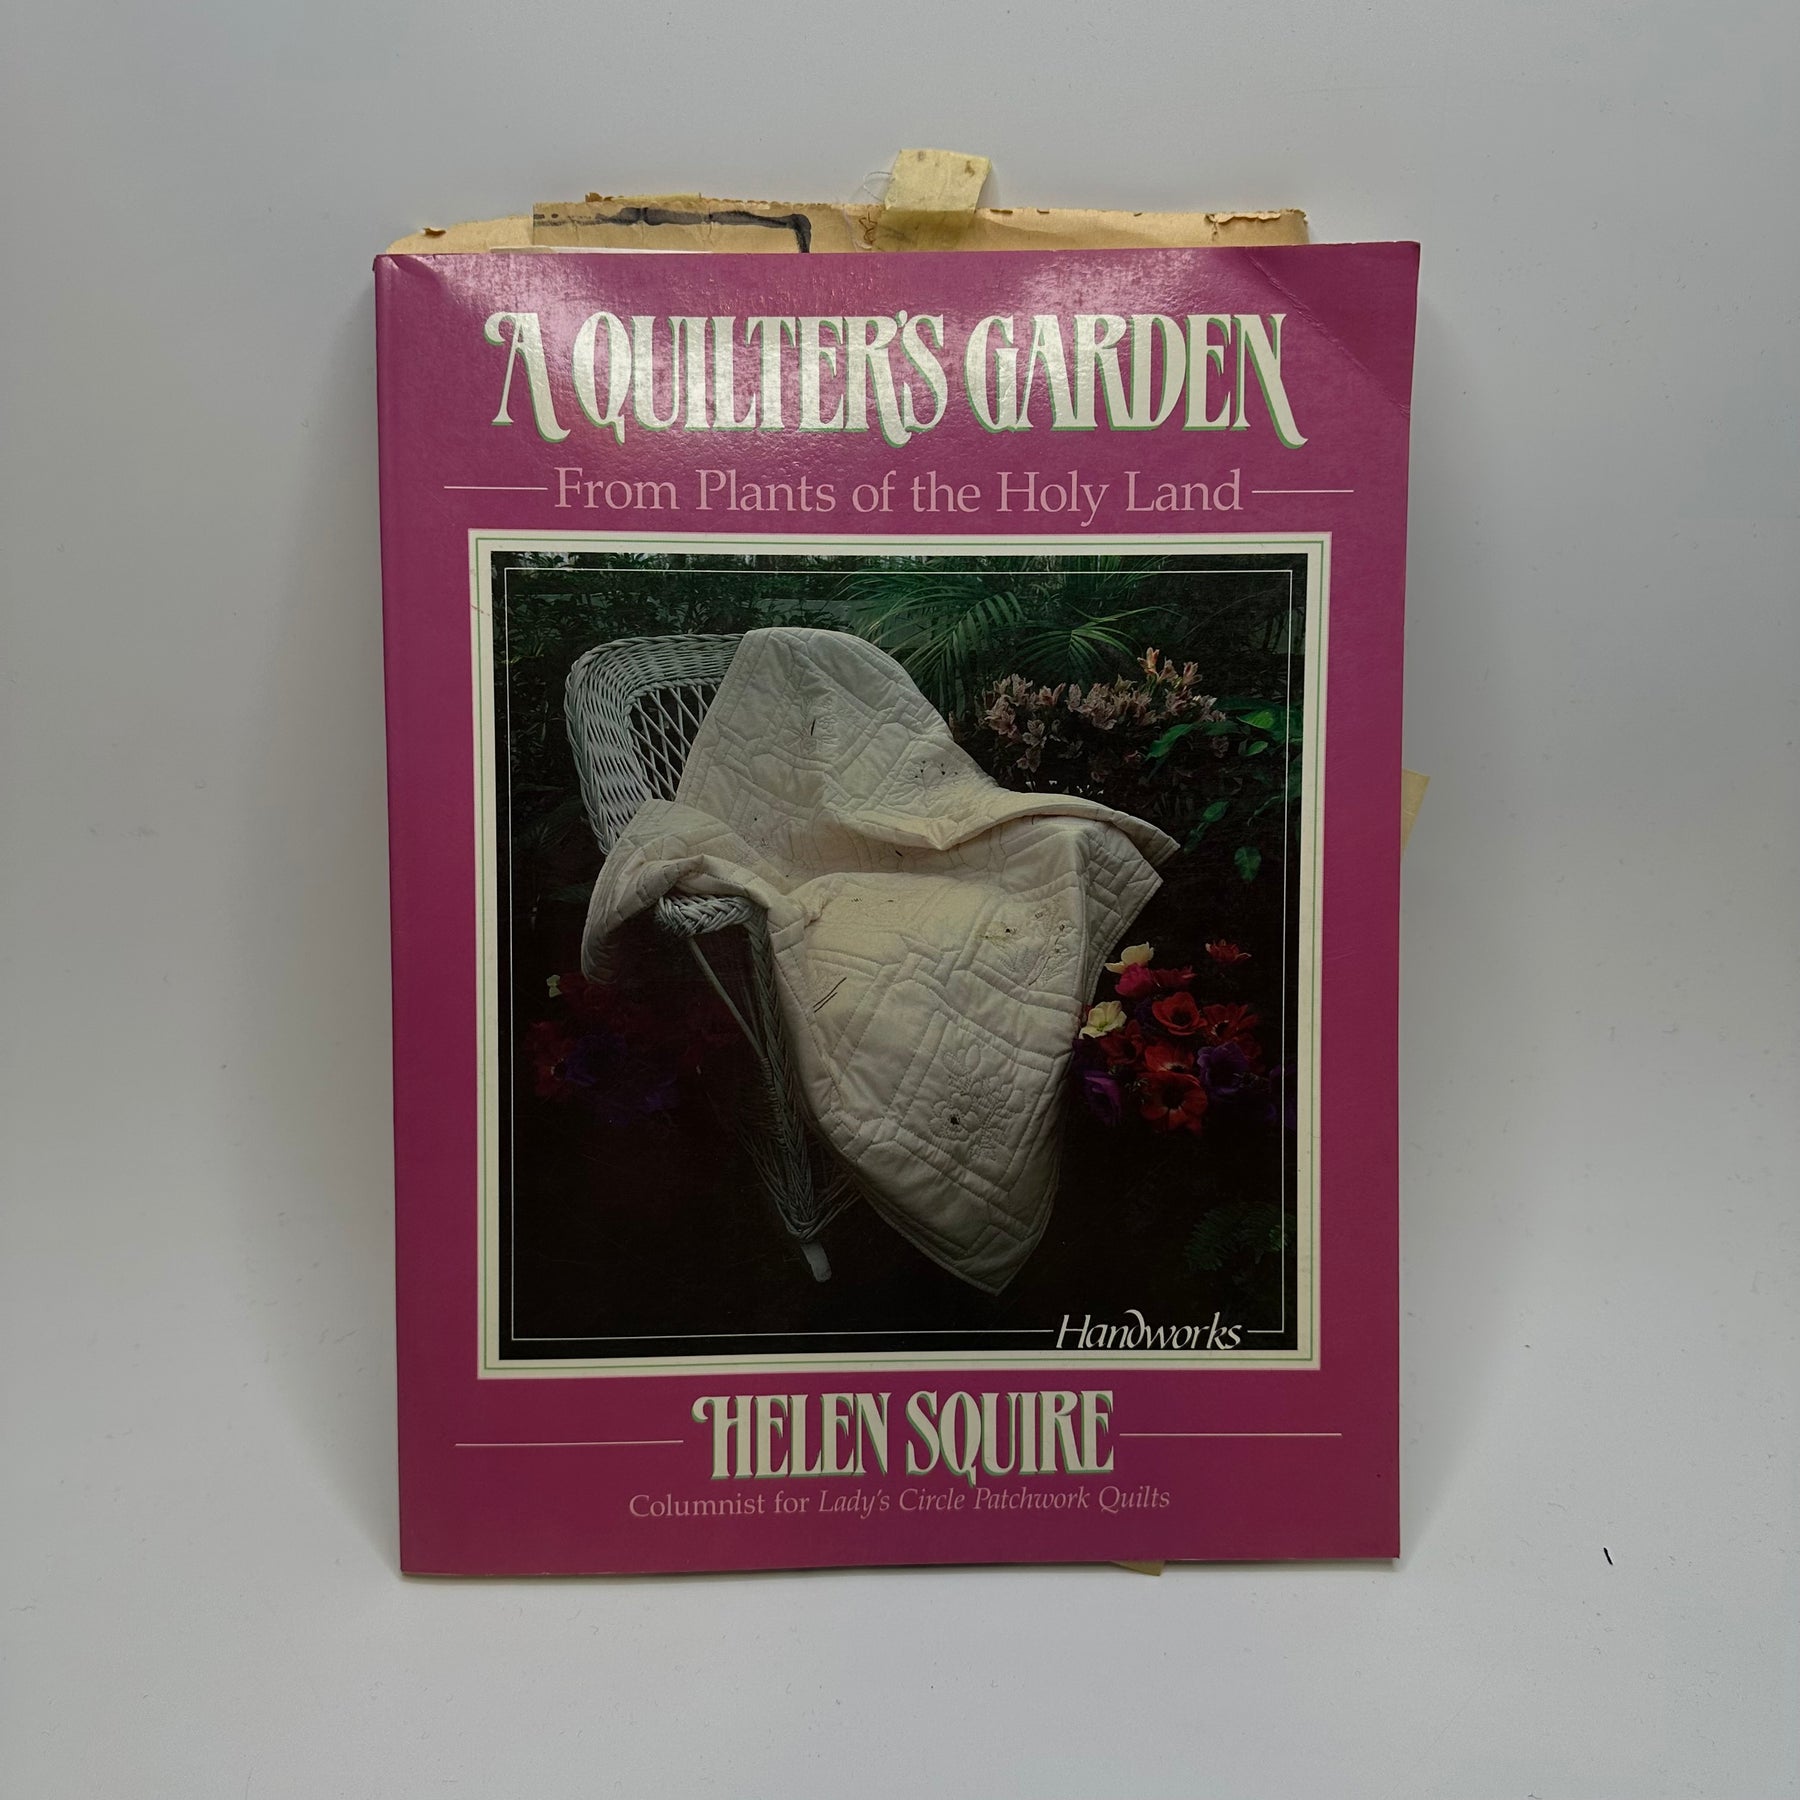 A QUILTER'S GARDEN
From Plants of the Holy Land
Handworks
HELEN SQUIRE
Columnist for Lady's Circle Patchwork Quilts